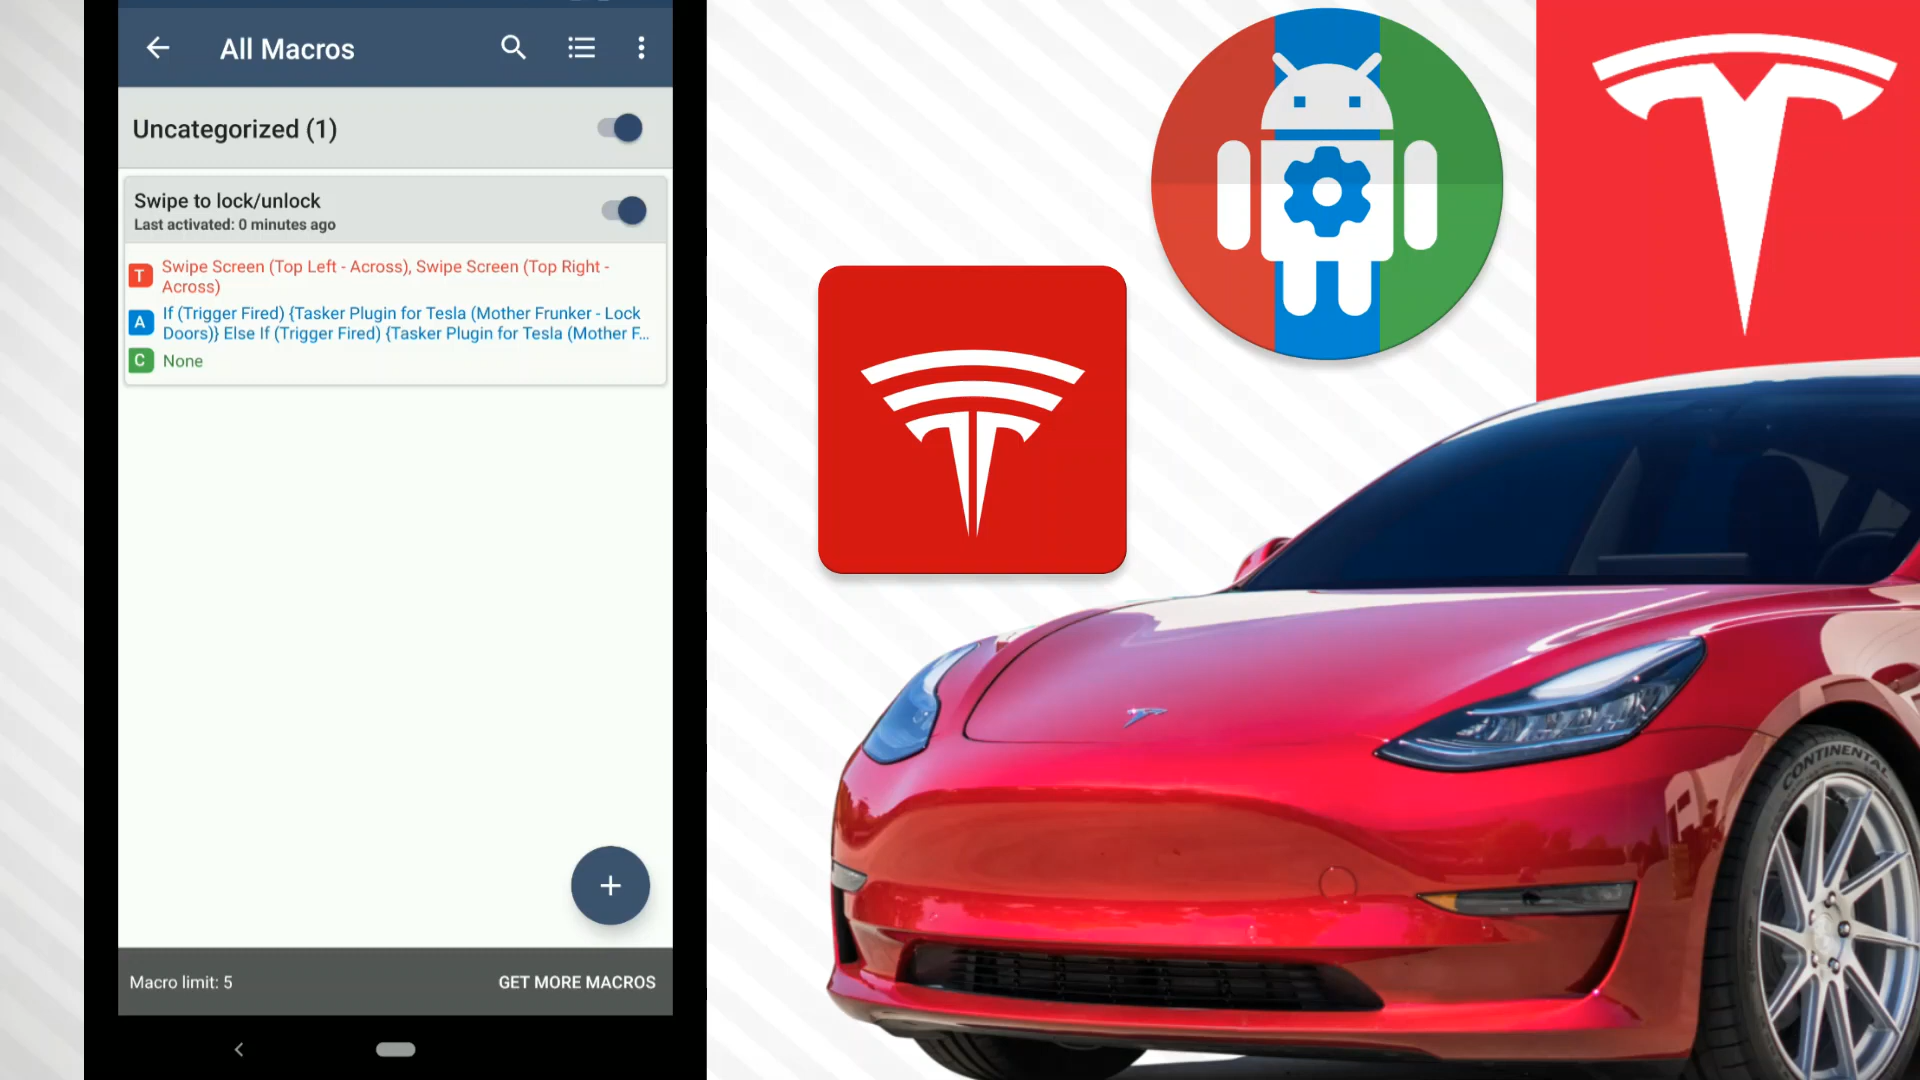 All Macros
Uncategorized (1)
Swipe to lock/unlock
Last activated: 0 minutes ago
T Swipe Screen (Top Left - Across), Swipe Screen (Top Right -
Across)
A If (Trigger Fired) {Tasker Plugin for Tesla (Mother Frunker - Lock
Doors)} Else If (Trigger Fired) {Tasker Plugin for Tesla (Mother F...
C None
+
Macro limit: 5
GET MORE MACROS
CONTINENTAL